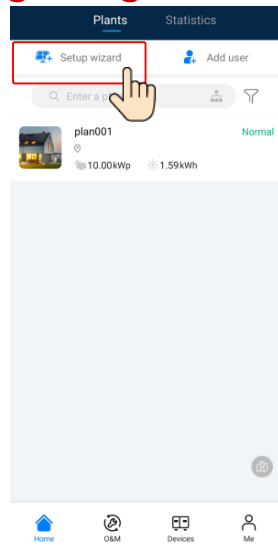 Plants Statistics
Setup wizard Add user
Enter a
plan001 Normal
10.00kWp 1.59kWh
Home O&M Devices Me